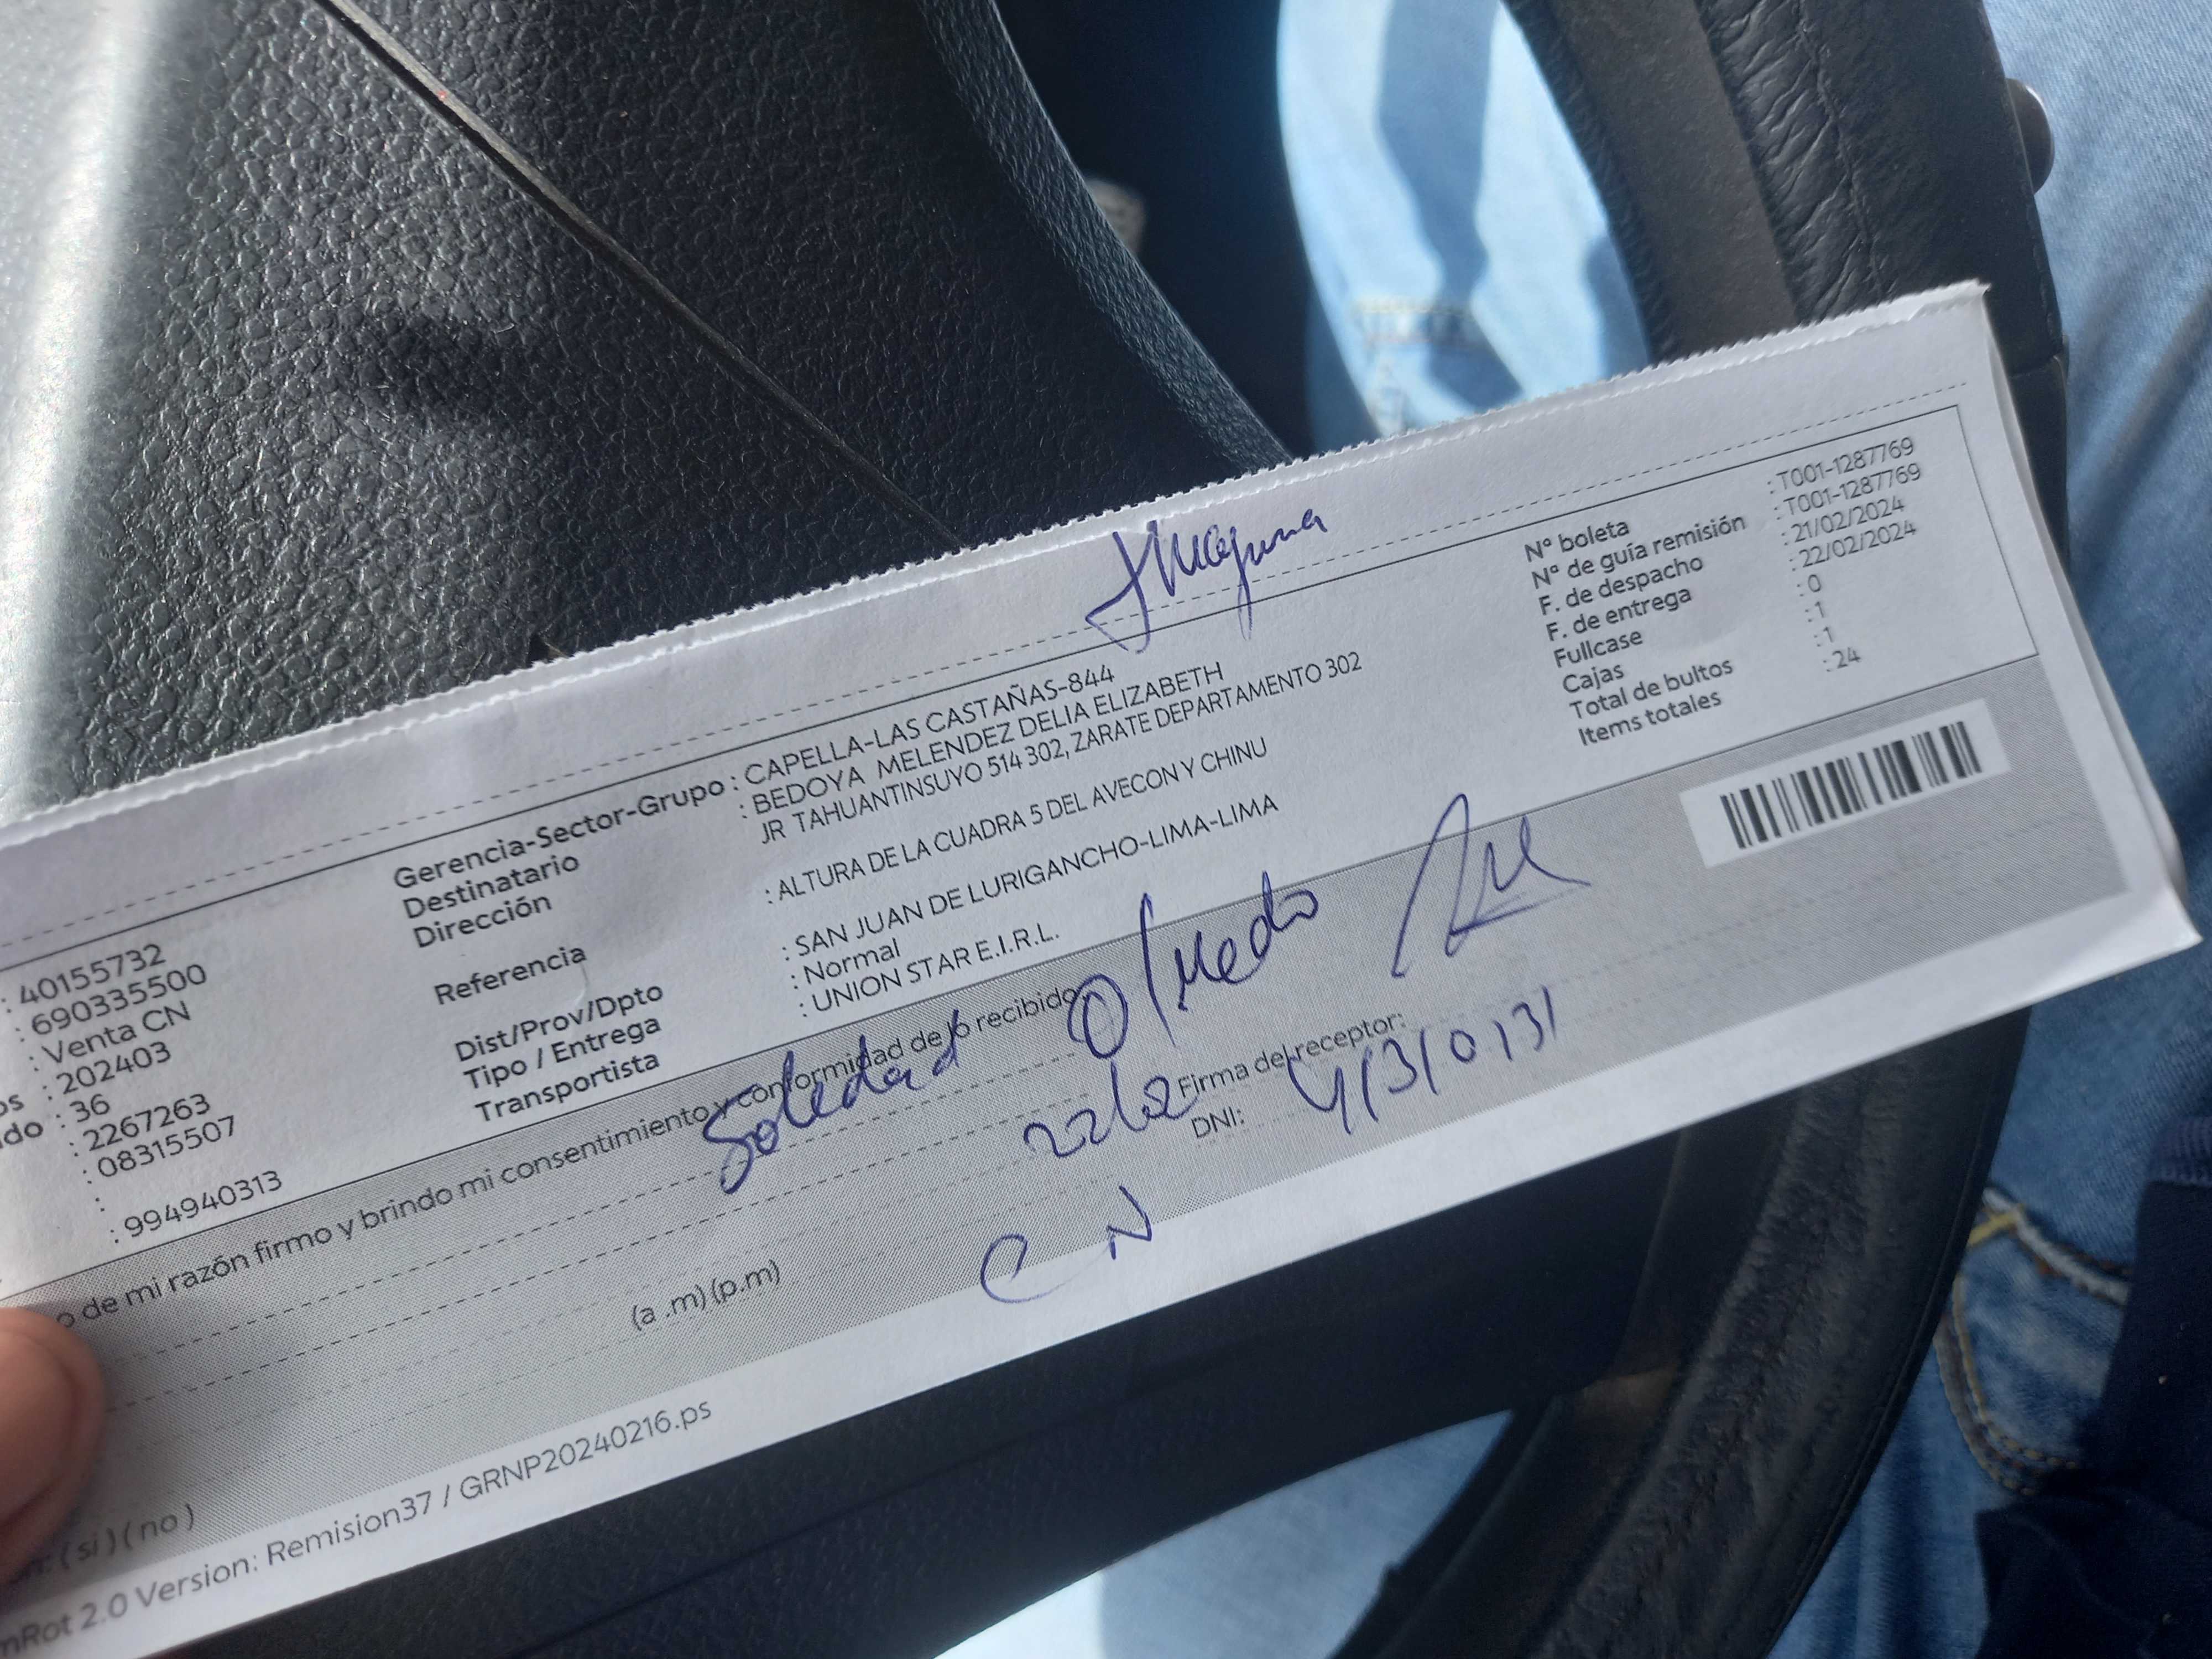 : 40155732
: 690335500
: Venta CN
os : 202403
do : 36
: 2267263
: 08315507
:
: 994940313
Gerencia-Sector-Grupo : CAPELLA-LAS CASTAÑAS-844
Destinatario : BEDOYA MELENDEZ DELIA ELIZABETH
Dirección JR TAHUANTINSUYO 514 302, ZARATE DEPARTAMENTO 302
Referencia : ALTURA DE LA CUADRA 5 DEL AVECON Y CHINU
Dist/Prov/Dpto : SAN JUAN DE LURIGANCHO-LIMA-LIMA
Tipo / Entrega : Normal
Transportista : UNION STAR E.I.R.L.
N° boleta : T001-1287769
N° de guía remisión : T001-1287769
F. de despacho : 21/02/2024
F. de entrega : 22/02/2024
Fullcase : 0
Cajas : 1
Total de bultos : 1
Items totales : 24
o de mi razón firmo y brindo mi consentimiento y conformidad de lo recibido
Soledad Olmedo
Firma del receptor:
DNI:
(a .m) (p.m)
C N
: ( si ) ( no )
mRot 2.0 Version: Remision37 / GRNP20240216.ps